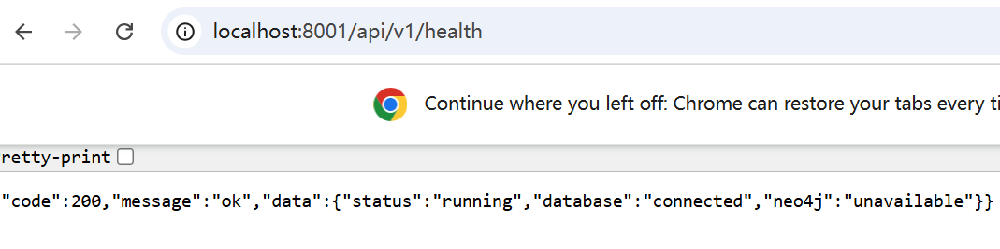 localhost:8001/api/v1/health
Continue where you left off: Chrome can restore your tabs every ti
retty-print
"code":200,"message":"ok","data":{"status":"running","database":"connected","neo4j":"unavailable"}}